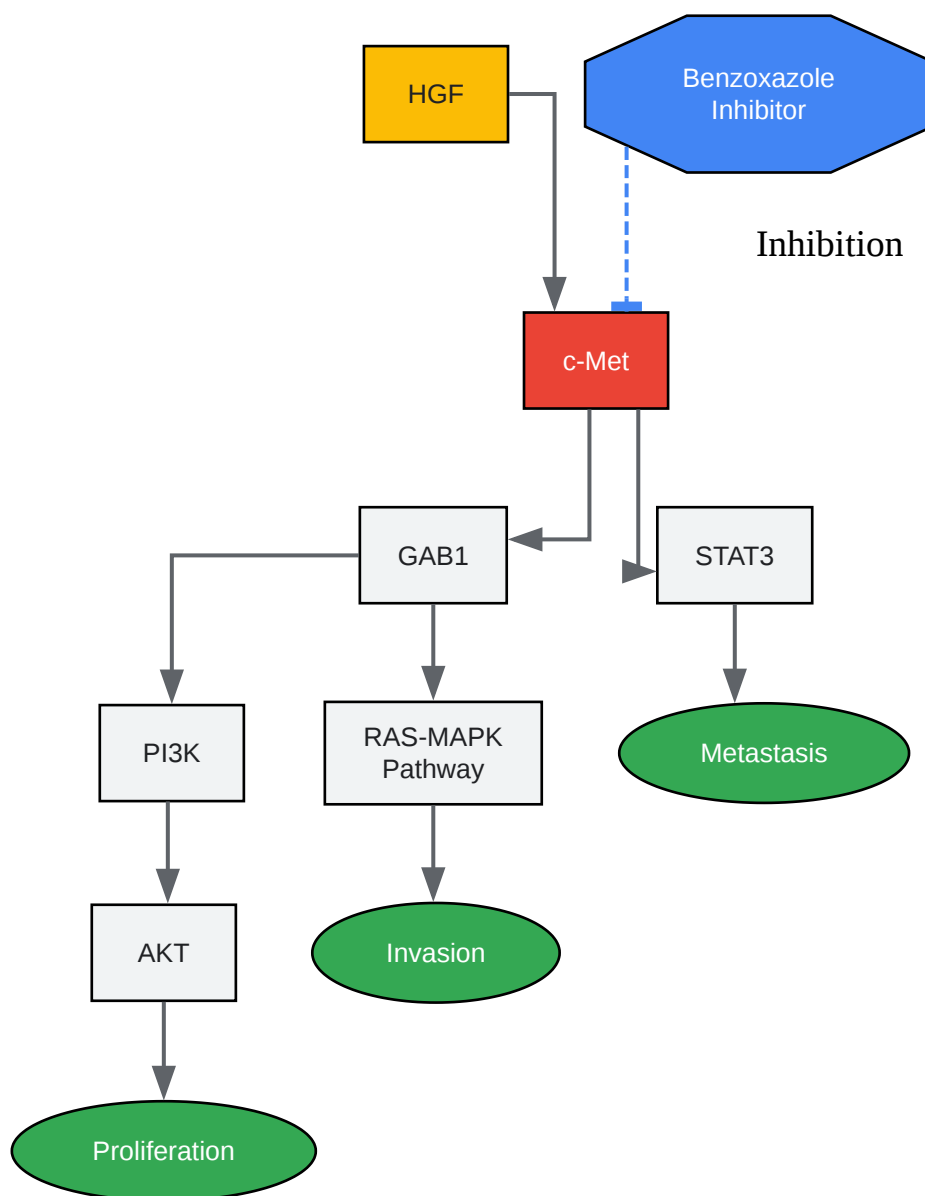 HGF
Benzoxazole
Inhibitor
Inhibition
c-Met
GAB1
STAT3
PI3K
RAS-MAPK
Pathway
Metastasis
AKT
Invasion
Proliferation